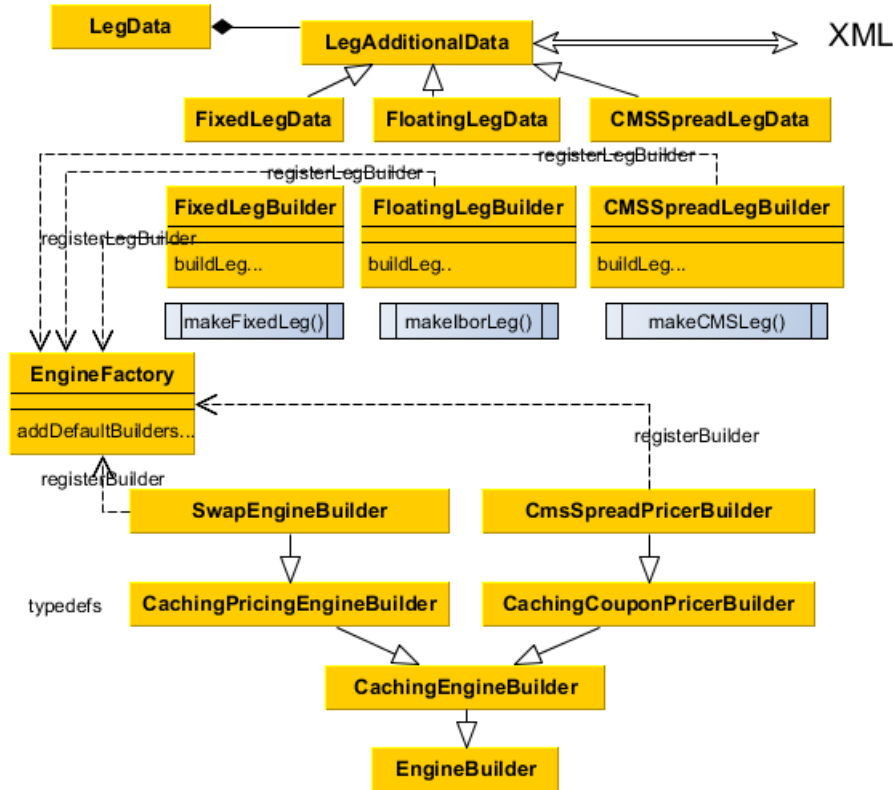 LegData
LegAdditionalData
XML
FixedLegData
FloatingLegData
CMSSpreadLegData
registerLegBuilder
registerLegBuilder
FixedLegBuilder
FloatingLegBuilder
CMSSpreadLegBuilder
registerLegBuilder
buildLeg...
buildLeg..
buildLeg...
makeFixedLeg()
makeIborLeg()
makeCMSLeg()
EngineFactory
addDefaultBuilders...
registerBuilder
registerBuilder
SwapEngineBuilder
CmsSpreadPricerBuilder
typedefs
CachingPricingEngineBuilder
CachingCouponPricerBuilder
CachingEngineBuilder
EngineBuilder